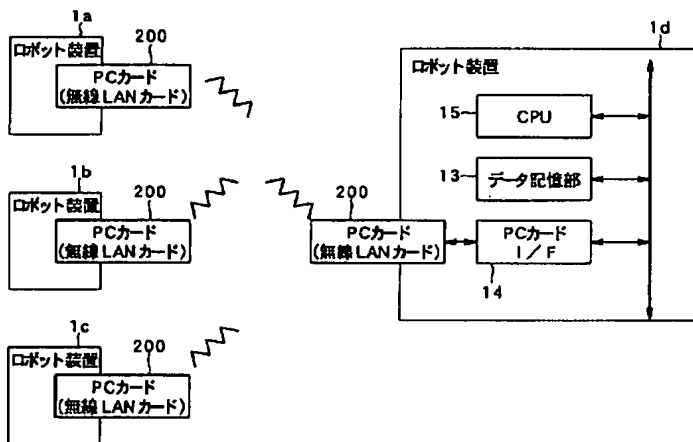 1a
ロボット装置
200
PCカード
(無線LANカード)
1b
ロボット装置
200
PCカード
(無線LANカード)
1c
ロボット装置
200
PCカード
(無線LANカード)
200
PCカード
(無線LANカード)
1d
ロボット装置
15
CPU
13
データ記憶部
PCカード
I/F
14